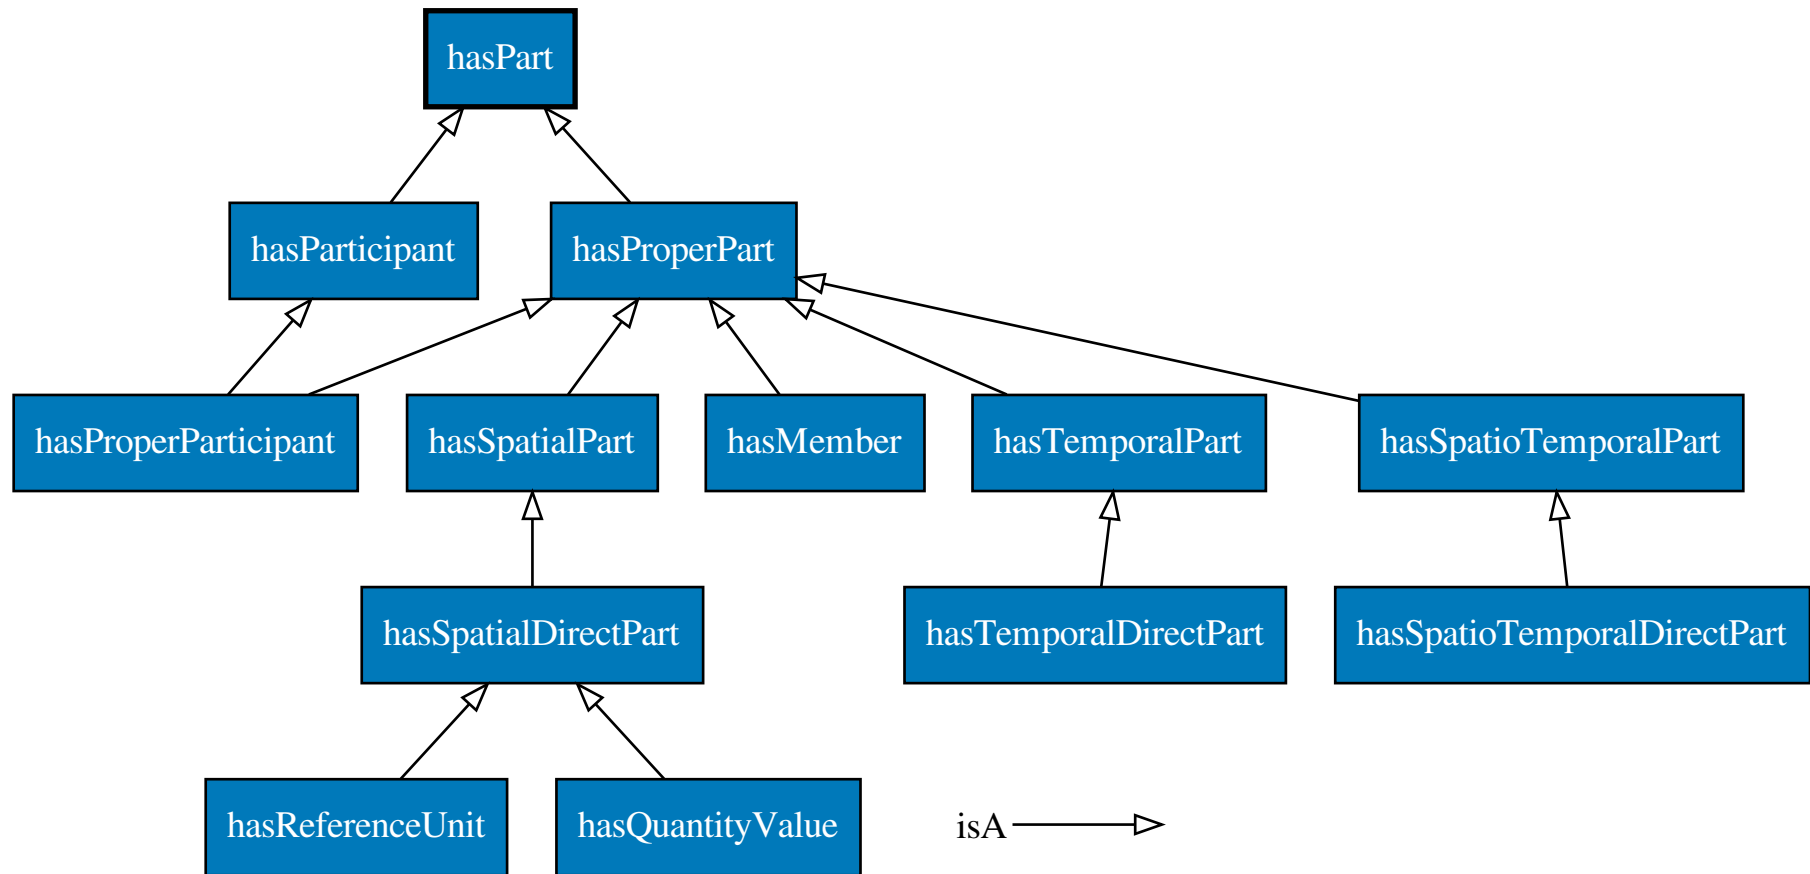 hasPart
hasParticipant
hasProperPart
hasProperParticipant
hasSpatialPart
hasMember
hasTemporalPart
hasSpatioTemporalPart
hasSpatialDirectPart
hasTemporalDirectPart
hasSpatioTemporalDirectPart
hasReferenceUnit
hasQuantityValue
isA